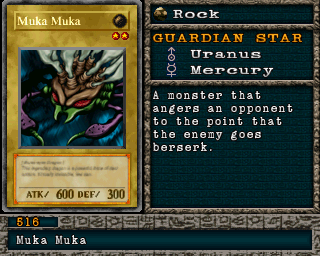 Muka Muka
ATK/ 600 DEF/ 300
Rock
GUARDIAN STAR
Uranus
Mercury
A monster that
angers an opponent
to the point that
the enemy goes
berserk.
516
Muka Muka